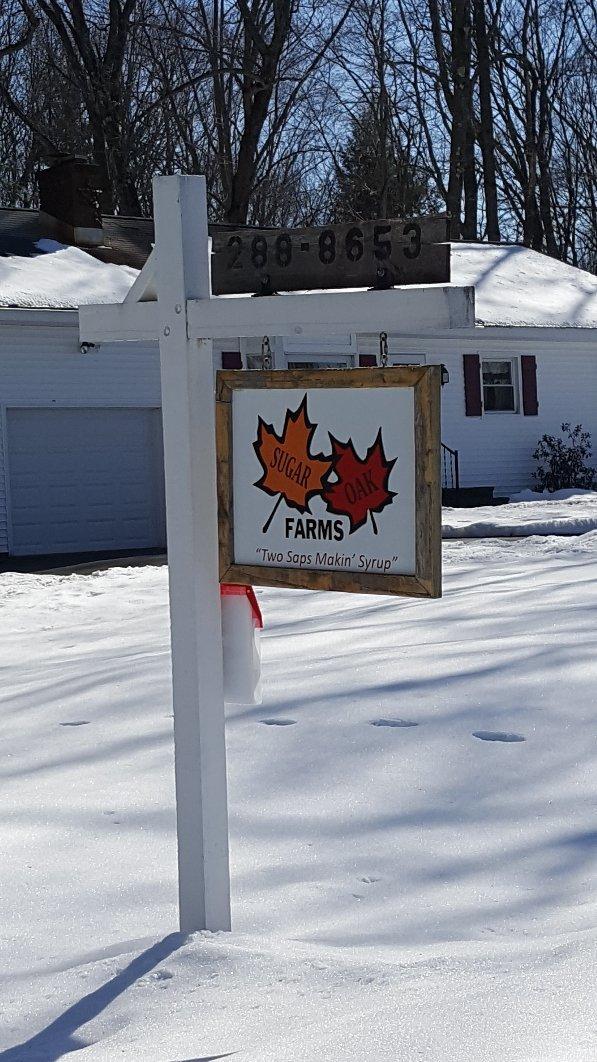 288-8653
SUGAR
OAK
FARMS
"Two Saps Makin' Syrup"